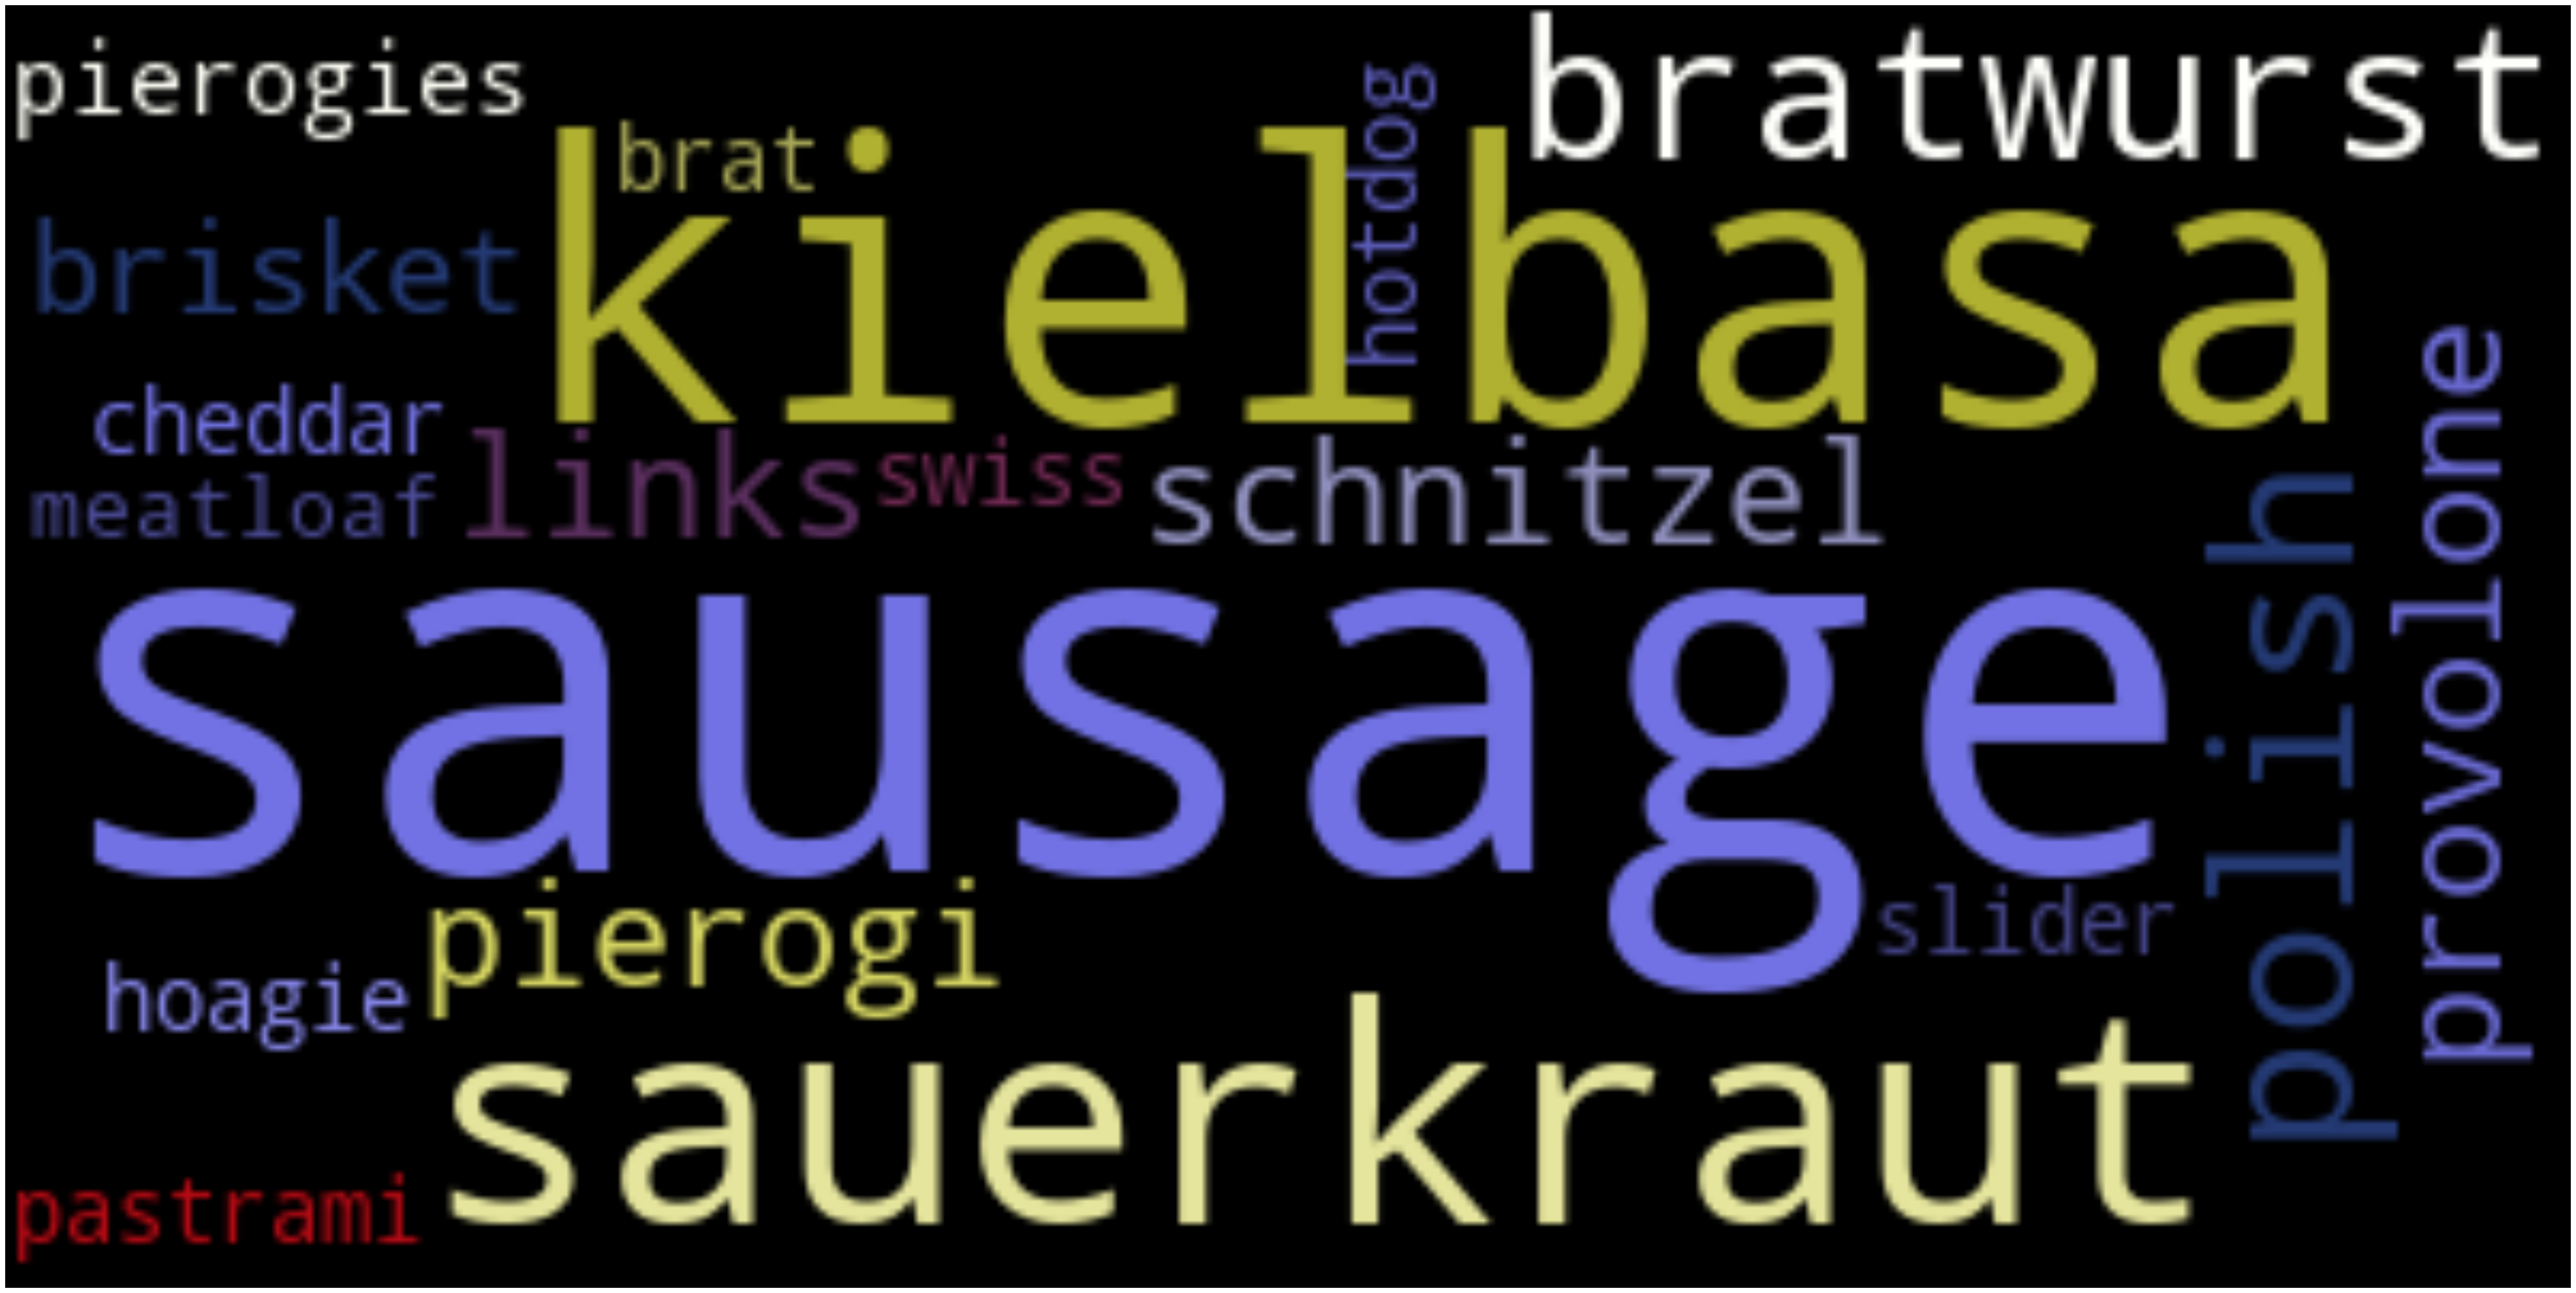 pierogies
bratwurst
hotdog
brat
kielbasa
brisket
cheddar
links
swiss
schnitzel
meatloaf
provolone
polish
sausage
pierogi
slider
hoagie
sauerkraut
pastrami